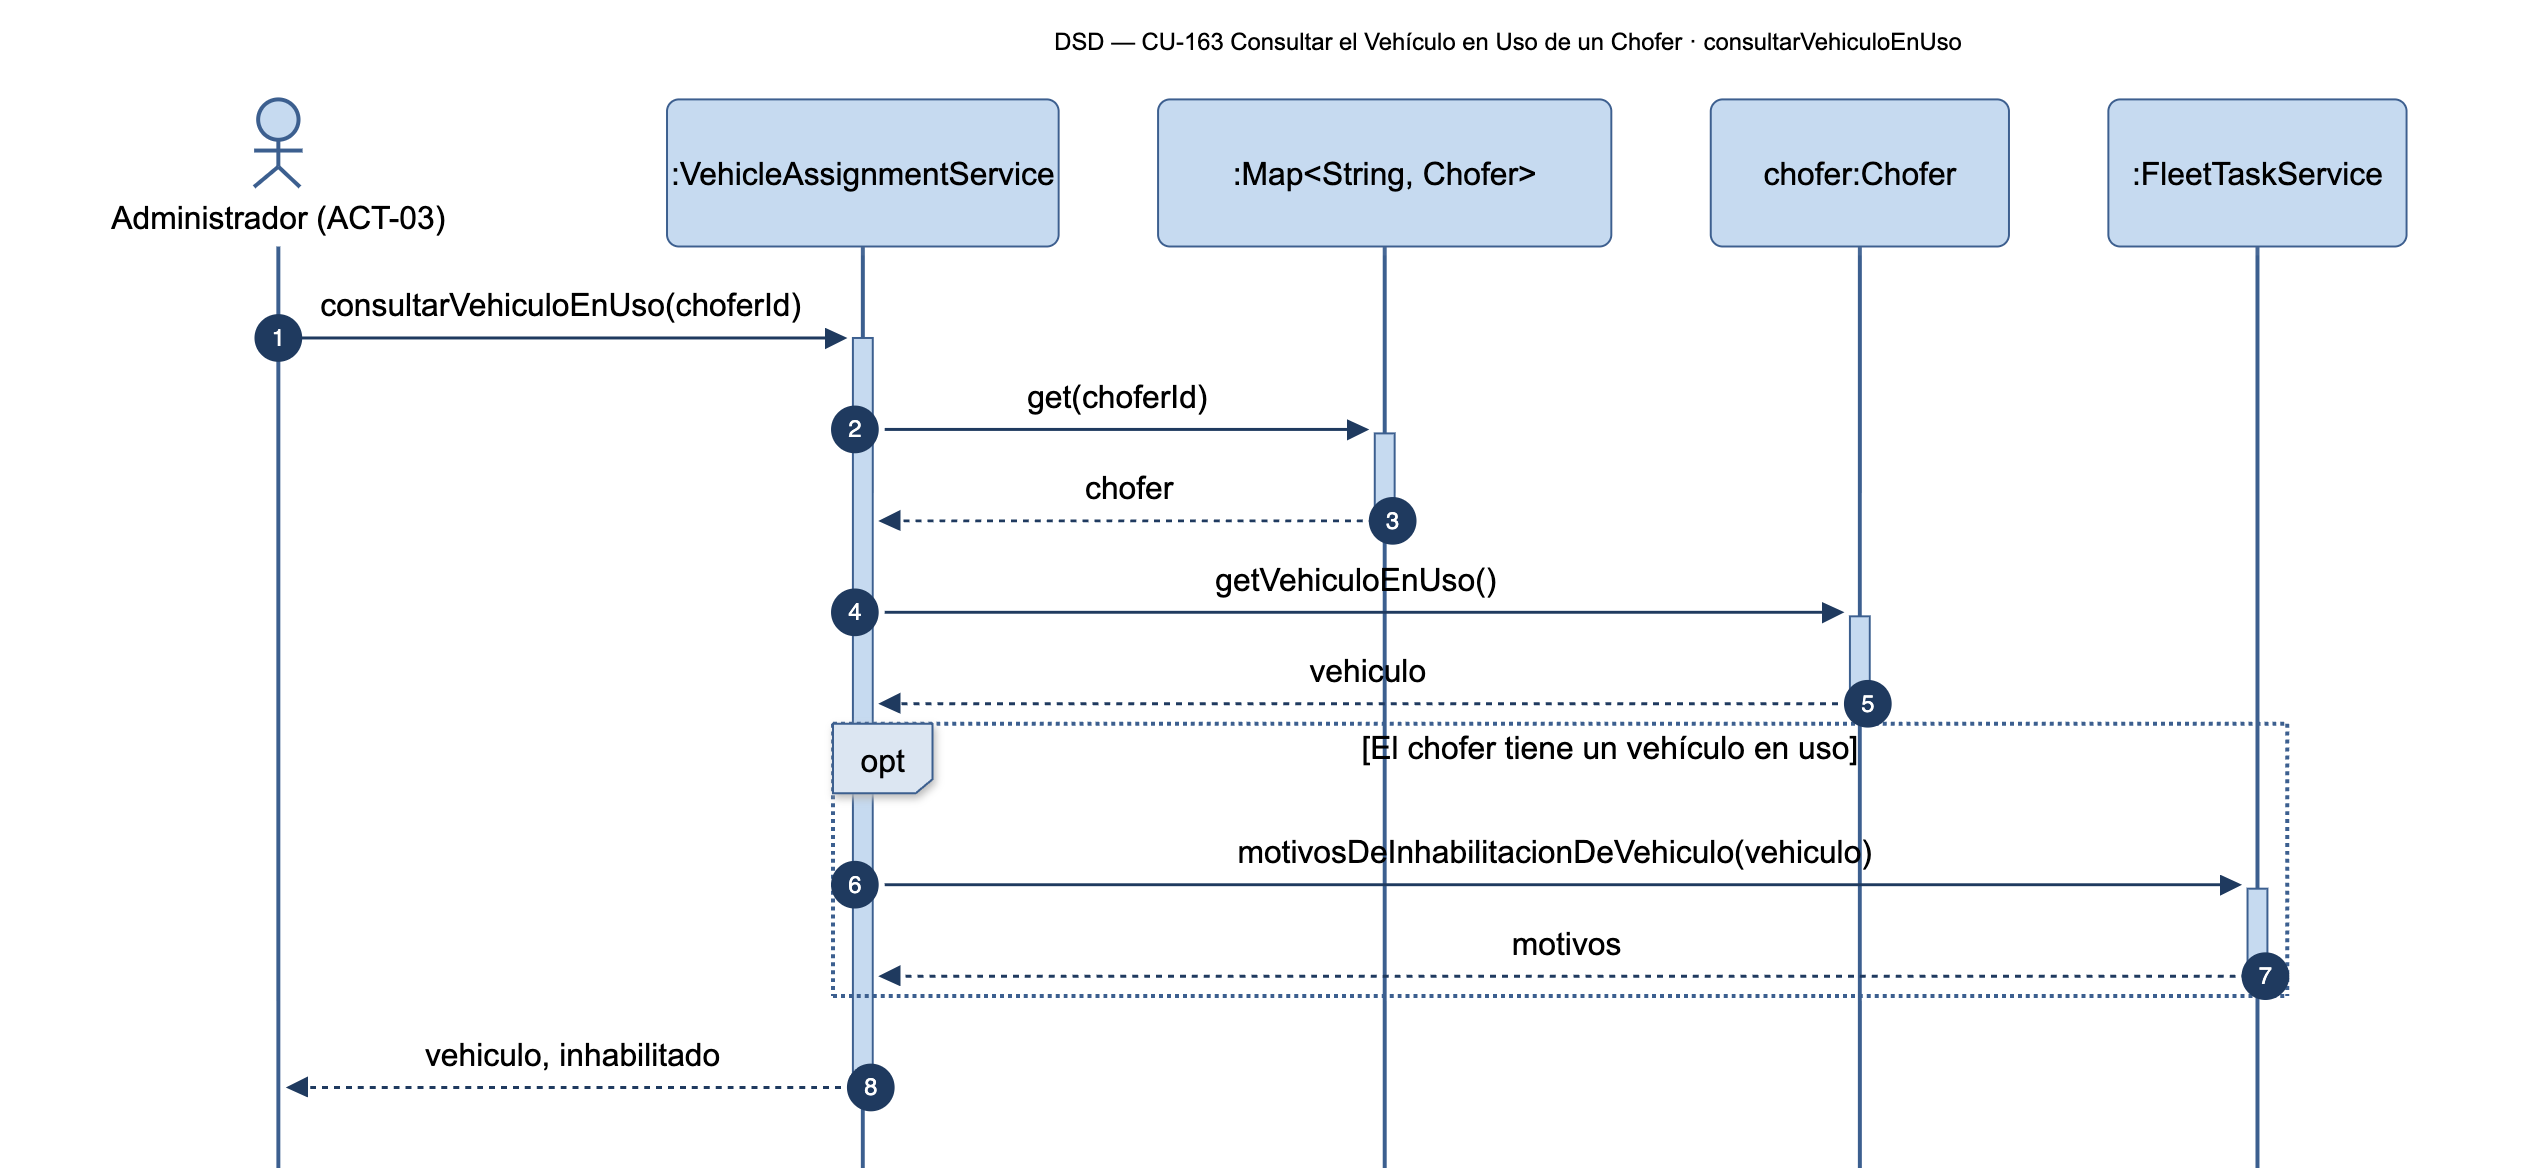 DSD — CU-163 Consultar el Vehículo en Uso de un Chofer · consultarVehiculoEnUso
Administrador (ACT-03)
:VehicleAssignmentService
:Map<String, Chofer>
chofer:Chofer
:FleetTaskService
consultarVehiculoEnUso(choferId)
1
get(choferId)
2
chofer
3
getVehiculoEnUso()
4
vehiculo
5
opt
[El chofer tiene un vehículo en uso]
motivosDeInhabilitacionDeVehiculo(vehiculo)
6
motivos
7
vehiculo, inhabilitado
8